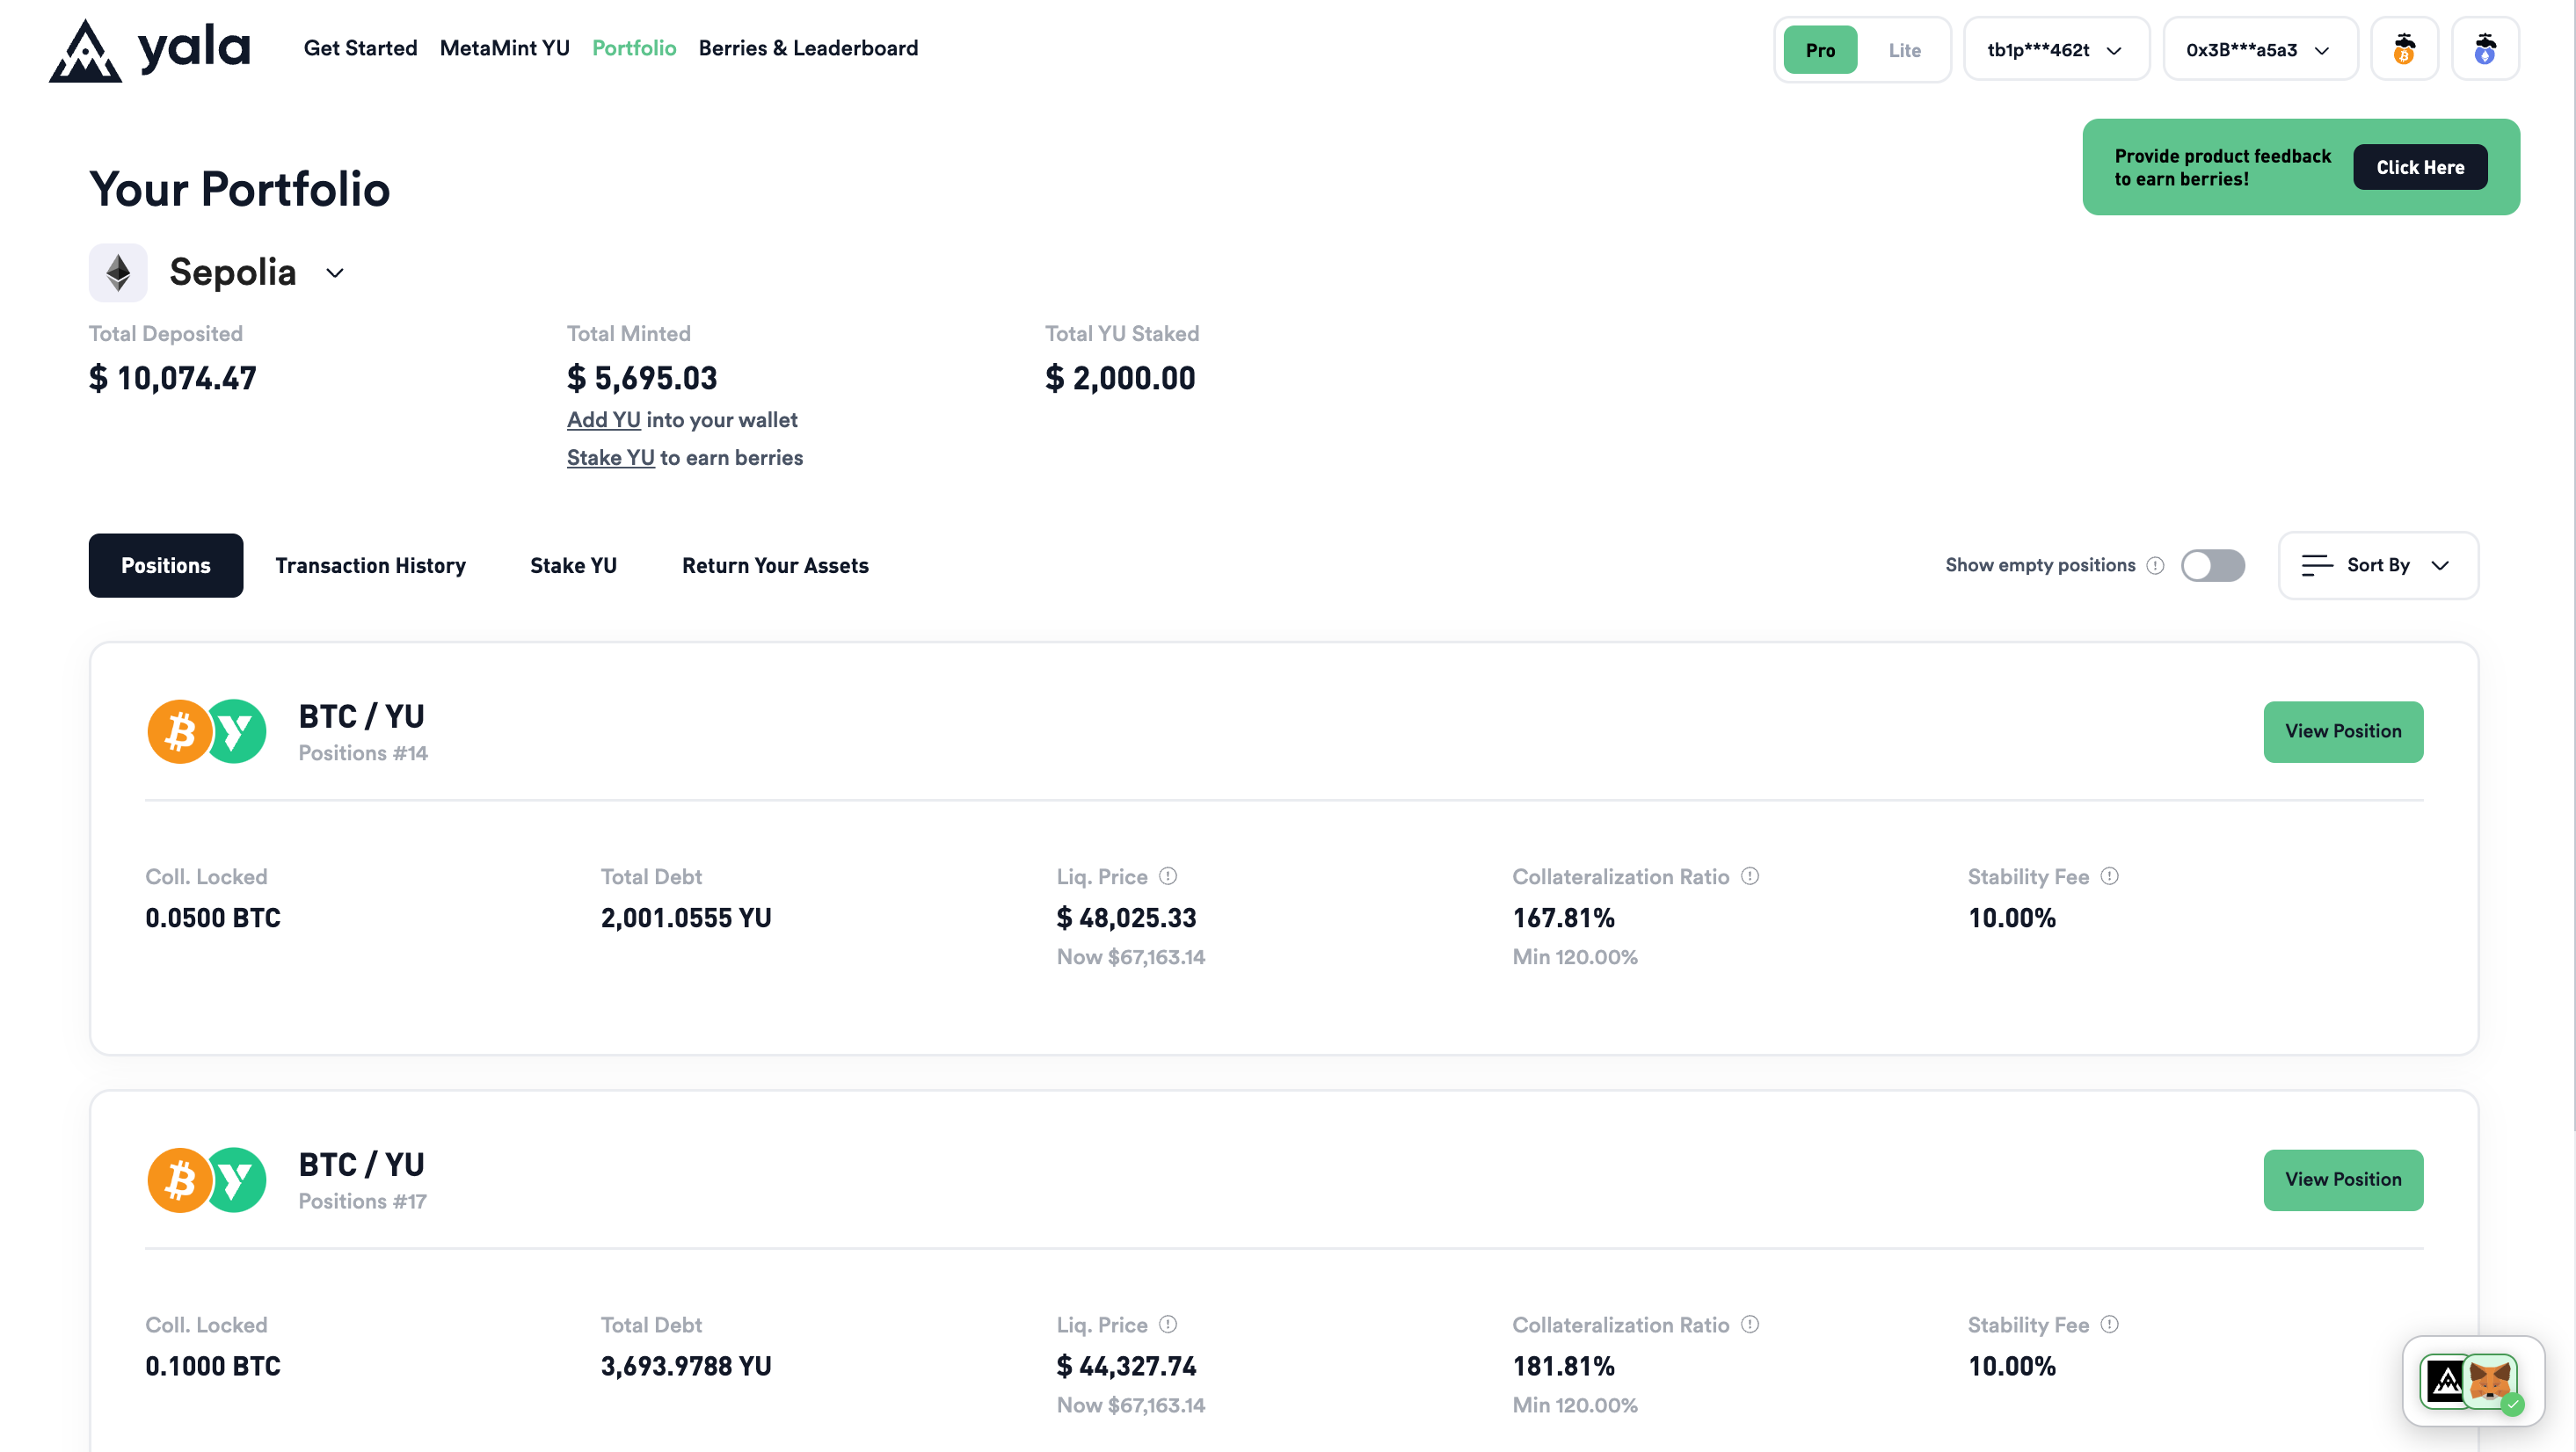 yala
Get Started
MetaMint YU
Portfolio
Berries & Leaderboard
Pro
Lite
tb1p***462t
0x3B***a5a3
Provide product feedback
to earn berries!
Click Here
Your Portfolio
Sepolia
Total Deposited
$ 10,074.47
Total Minted
$ 5,695.03
Add YU into your wallet
Stake YU to earn berries
Total YU Staked
$ 2,000.00
Positions
Transaction History
Stake YU
Return Your Assets
Show empty positions
Sort By
BTC / YU
Positions #14
View Position
Coll. Locked
0.0500 BTC
Total Debt
2,001.0555 YU
Liq. Price
$ 48,025.33
Now $67,163.14
Collateralization Ratio
167.81%
Min 120.00%
Stability Fee
10.00%
BTC / YU
Positions #17
View Position
Coll. Locked
0.1000 BTC
Total Debt
3,693.9788 YU
Liq. Price
$ 44,327.74
Now $67,163.14
Collateralization Ratio
181.81%
Min 120.00%
Stability Fee
10.00%